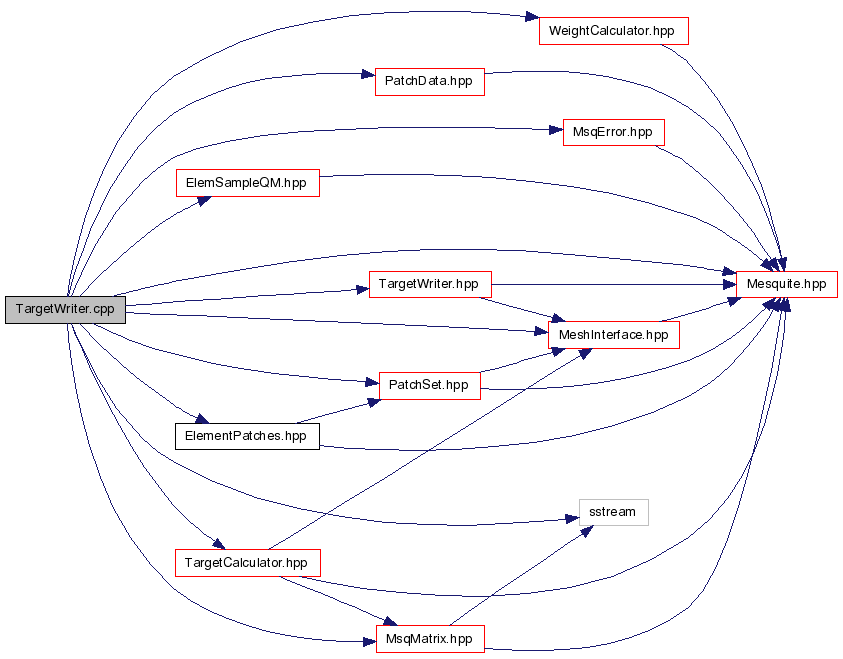 WeightCalculator.hpp
PatchData.hpp
MsqError.hpp
ElemSampleQM.hpp
TargetWriter.hpp
Mesquite.hpp
TargetWriter.cpp
MeshInterface.hpp
PatchSet.hpp
ElementPatches.hpp
sstream
TargetCalculator.hpp
MsqMatrix.hpp